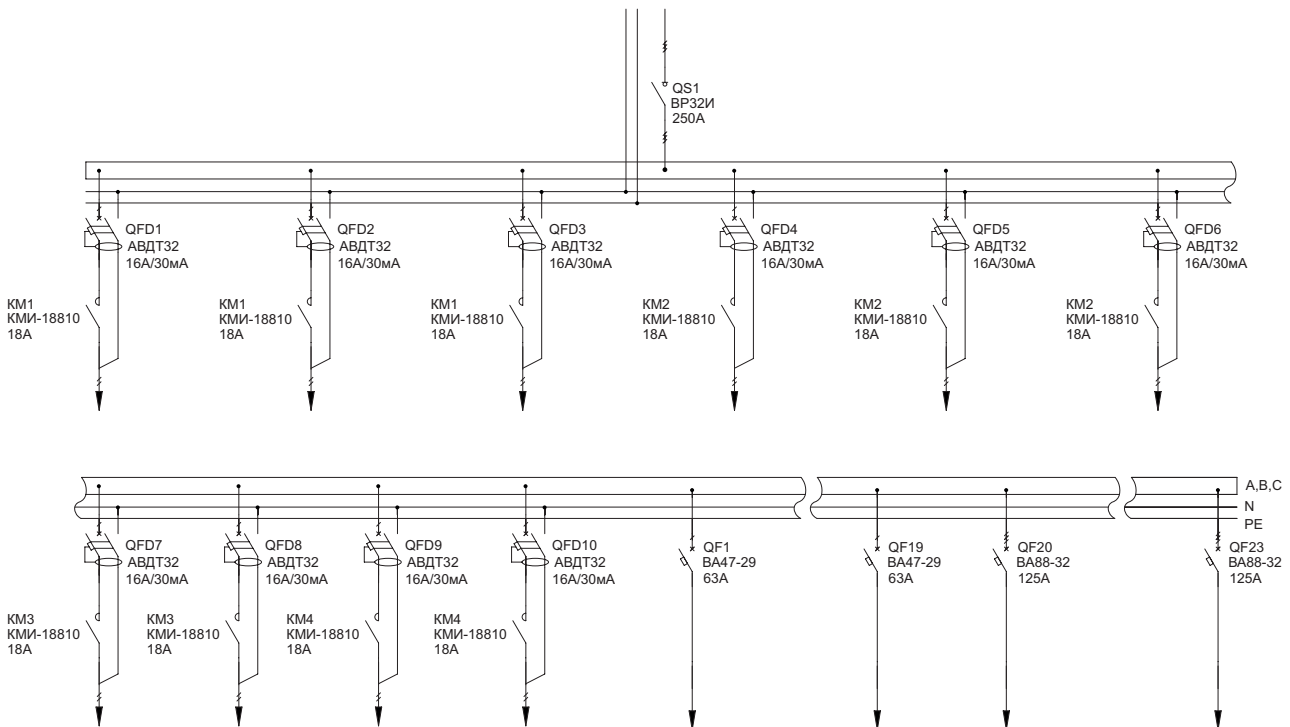 QS1
ВР32И
250А
QFD1
АВДТ32
16А/30мА
QFD2
АВДТ32
16А/30мА
QFD3
АВДТ32
16А/30мА
QFD4
АВДТ32
16А/30мА
QFD5
АВДТ32
16А/30мА
QFD6
АВДТ32
16А/30мА
КМ1
КМИ-18810
18А
КМ1
КМИ-18810
18А
КМ1
КМИ-18810
18А
КМ2
КМИ-18810
18А
КМ2
КМИ-18810
18А
КМ2
КМИ-18810
18А
А,В,С
N
PE
QFD7
АВДТ32
16А/30мА
QFD8
АВДТ32
16А/30мА
QFD9
АВДТ32
16А/30мА
QFD10
АВДТ32
16А/30мА
QF1
ВА47-29
63А
QF19
ВА47-29
63А
QF20
ВА88-32
125А
QF23
ВА88-32
125А
КМ3
КМИ-18810
18А
КМ3
КМИ-18810
18А
КМ4
КМИ-18810
18А
КМ4
КМИ-18810
18А